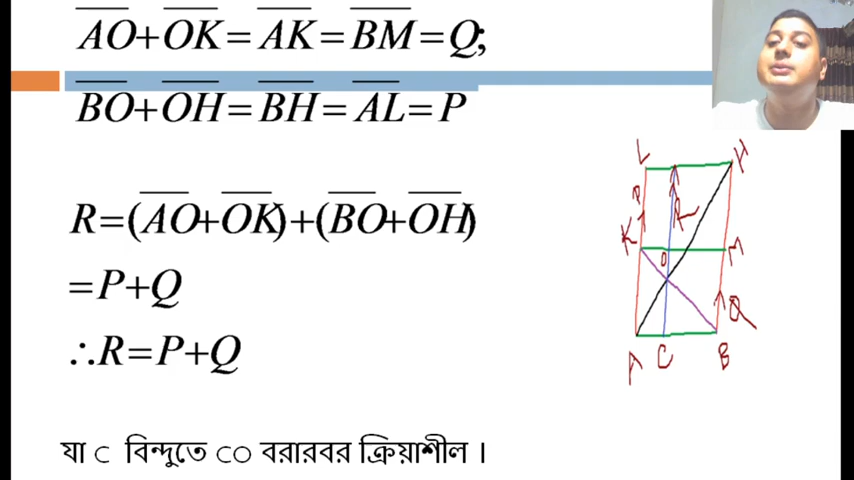 AO+OK=AK=BM=Q;
BO+OH=BH=AL=P
R=(AO+OK)+(BO+OH)
=P+Q
∴R=P+Q
যা C বিন্দুতে CO বরারবর ক্রিয়াশীল ।
L H
P R
K O M
Q
A C B